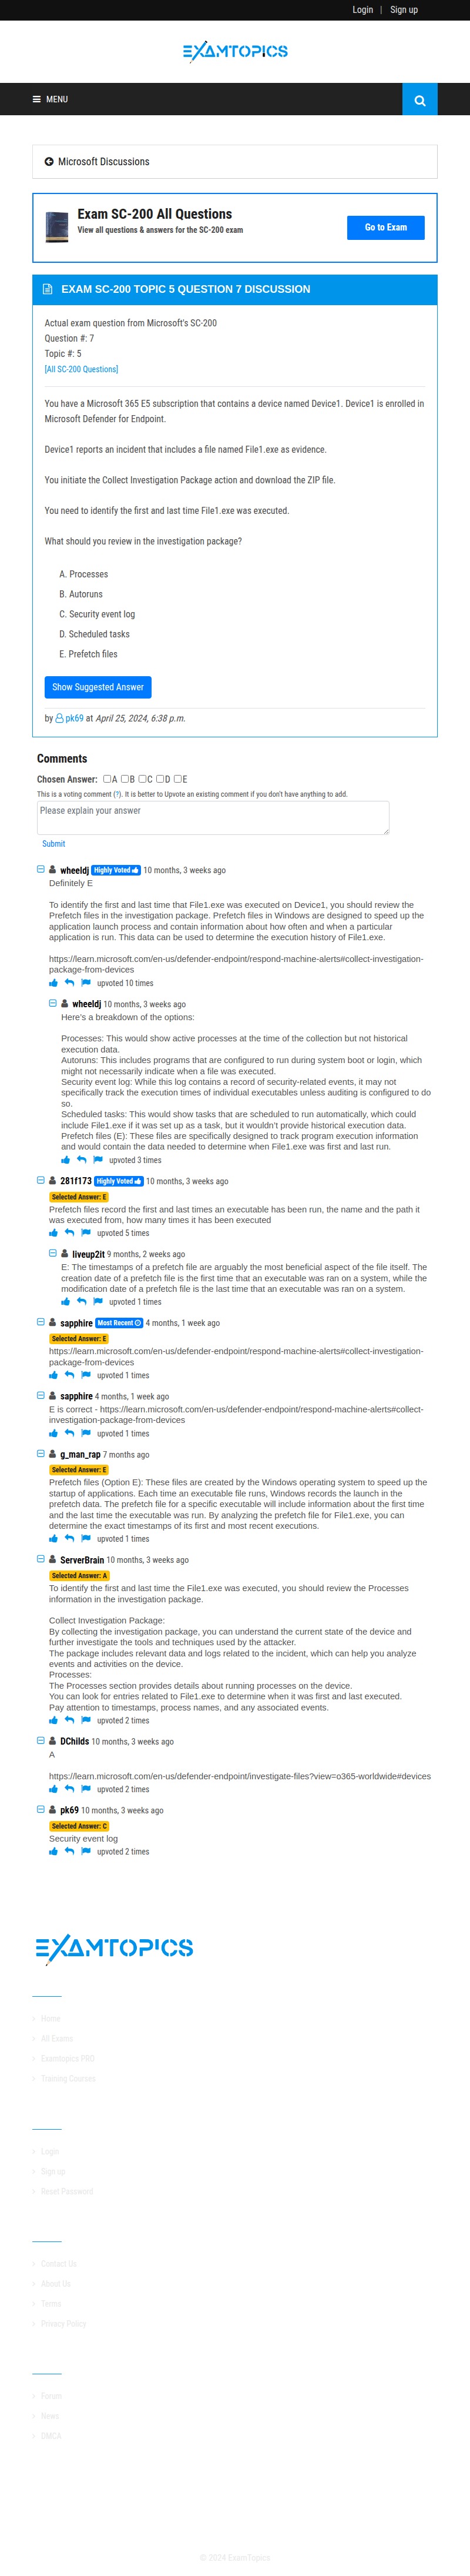 Login | Sign up
EXAMTOPICS
MENU
Microsoft Discussions
Exam SC-200 All Questions
View all questions & answers for the SC-200 exam
Go to Exam
EXAM SC-200 TOPIC 5 QUESTION 7 DISCUSSION
Actual exam question from Microsoft's SC-200
Question #: 7
Topic #: 5
[All SC-200 Questions]
You have a Microsoft 365 E5 subscription that contains a device named Device1. Device1 is enrolled in
Microsoft Defender for Endpoint.
Device1 reports an incident that includes a file named File1.exe as evidence.
You initiate the Collect Investigation Package action and download the ZIP file.
You need to identify the first and last time File1.exe was executed.
What should you review in the investigation package?
A. Processes
B. Autoruns
C. Security event log
D. Scheduled tasks
E. Prefetch files
Show Suggested Answer
by pk69 at April 25, 2024, 6:38 p.m.
Comments
Chosen Answer: A B C D E
This is a voting comment (?). It is better to Upvote an existing comment if you don't have anything to add.
Please explain your answer
Submit
wheeldj Highly Voted 10 months, 3 weeks ago
Definitely E
To identify the first and last time that File1.exe was executed on Device1, you should review the
Prefetch files in the investigation package. Prefetch files in Windows are designed to speed up the
application launch process and contain information about how often and when a particular
application is run. This data can be used to determine the execution history of File1.exe.
https://learn.microsoft.com/en-us/defender-endpoint/respond-machine-alerts#collect-investigation-
package-from-devices
upvoted 10 times
wheeldj 10 months, 3 weeks ago
Here's a breakdown of the options:
Processes: This would show active processes at the time of the collection but not historical
execution data.
Autoruns: This includes programs that are configured to run during system boot or login, which
might not necessarily indicate when a file was executed.
Security event log: While this log contains a record of security-related events, it may not
specifically track the execution times of individual executables unless auditing is configured to do
so.
Scheduled tasks: This would show tasks that are scheduled to run automatically, which could
include File1.exe if it was set up as a task, but it wouldn't provide historical execution data.
Prefetch files (E): These files are specifically designed to track program execution information
and would contain the data needed to determine when File1.exe was first and last run.
upvoted 3 times
281f173 Highly Voted 10 months, 3 weeks ago
Selected Answer: E
Prefetch files record the first and last times an executable has been run, the name and the path it
was executed from, how many times it has been executed
upvoted 5 times
liveup2it 9 months, 2 weeks ago
E: The timestamps of a prefetch file are arguably the most beneficial aspect of the file itself. The
creation date of a prefetch file is the first time that an executable was ran on a system, while the
modification date of a prefetch file is the last time that an executable was ran on a system.
upvoted 1 times
sapphire Most Recent 4 months, 1 week ago
Selected Answer: E
https://learn.microsoft.com/en-us/defender-endpoint/respond-machine-alerts#collect-investigation-
package-from-devices
upvoted 1 times
sapphire 4 months, 1 week ago
E is correct - https://learn.microsoft.com/en-us/defender-endpoint/respond-machine-alerts#collect-
investigation-package-from-devices
upvoted 1 times
g_man_rap 7 months ago
Selected Answer: E
Prefetch files (Option E): These files are created by the Windows operating system to speed up the
startup of applications. Each time an executable file runs, Windows records the launch in the
prefetch data. The prefetch file for a specific executable will include information about the first time
and the last time the executable was run. By analyzing the prefetch file for File1.exe, you can
determine the exact timestamps of its first and most recent executions.
upvoted 1 times
ServerBrain 10 months, 3 weeks ago
Selected Answer: A
To identify the first and last time the File1.exe was executed, you should review the Processes
information in the investigation package.
Collect Investigation Package:
By collecting the investigation package, you can understand the current state of the device and
further investigate the tools and techniques used by the attacker.
The package includes relevant data and logs related to the incident, which can help you analyze
events and activities on the device.
Processes:
The Processes section provides details about running processes on the device.
You can look for entries related to File1.exe to determine when it was first and last executed.
Pay attention to timestamps, process names, and any associated events.
upvoted 2 times
DChilds 10 months, 3 weeks ago
A
https://learn.microsoft.com/en-us/defender-endpoint/investigate-files?view=o365-worldwide#devices
upvoted 2 times
pk69 10 months, 3 weeks ago
Selected Answer: C
Security event log
upvoted 2 times
EXAMTOPICS
Home
All Exams
Examtopics PRO
Training Courses
Login
Sign up
Reset Password
Contact Us
About Us
Terms
Privacy Policy
Forum
News
DMCA
© 2024 ExamTopics